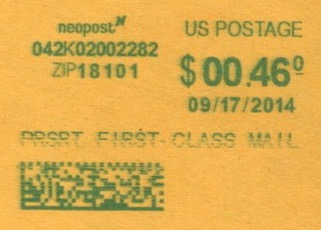 neopost
US POSTAGE
042K02002282
ZIP18101
$00.46⁰
09/17/2014
PRSRT FIRST-CLASS MAIL